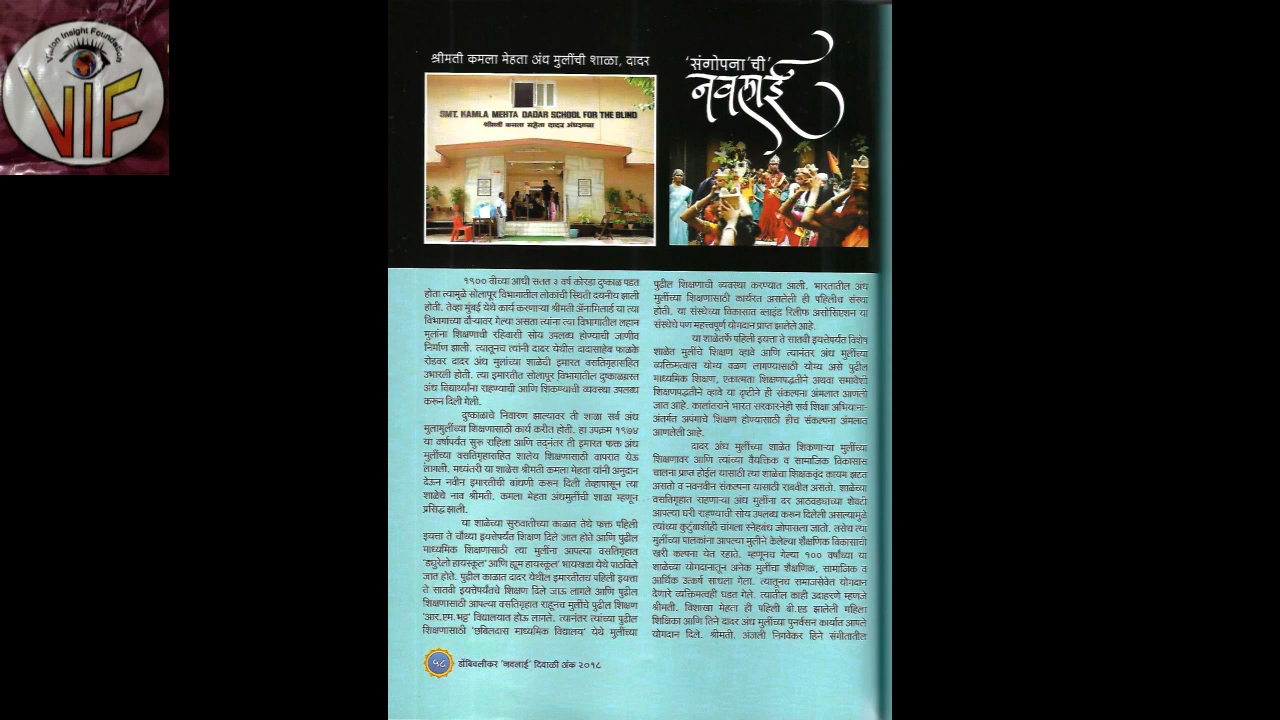 Vision Insight Foundation
VIF
श्रीमती कमला मेहता अंध मुलींची शाळा, दादर
SMT. KAMLA MEHTA DADAR SCHOOL FOR THE BLIND
श्रीमती कमला मेहता दादर अंधशाळा
'संगोपना'ची'
नवलाई
१९०० वीच्या आधी सतत ३ वर्ष कोरडा दुष्काळ पडत
होता त्यामुळे सोलापूर विभागातील लोकांची स्थिती दयनीय झाली
होती. तेव्हा मुंबई येथे कार्य करणाऱ्या श्रीमती ॲनामिलार्ड या त्या
विभागाच्या दौऱ्यावर गेल्या असता त्यांना त्या विभागातील लहान
मुलांना शिक्षणाची रहिवासी सोय उपलब्ध होण्याची जाणीव
निर्माण झाली. त्यातूनच त्यांनी दादर येथील दादासाहेब फाळके
रोडवर दादर अंध मुलांच्या शाळेची इमारत वसतिगृहासहित
उभारली होती. त्या इमारतीत सोलापूर विभागातील दुष्काळग्रस्त
अंध विद्यार्थ्यांना राहण्याची आणि शिकण्याची व्यवस्था उपलब्ध
करून दिली गेली.
दुष्काळाचे निवारण झाल्यावर ती शाळा सर्व अंध
मुलामुलींच्या शिक्षणासाठी कार्य करीत होती. हा उपक्रम १९७४
या वर्षापर्यंत सुरू राहिला आणि तदनंतर ती इमारत फक्त अंध
मुलींच्या वसतिगृहासहित शालेय शिक्षणासाठी वापरात येऊ
लागली. मध्यंतरी या शाळेस श्रीमती कमला मेहता यांनी अनुदान
देऊन नवीन इमारतीची बांधणी करून दिली तेव्हापासून त्या
शाळेचे नाव श्रीमती. कमला मेहता अंधमुलींची शाळा म्हणून
प्रसिद्ध झाली.
या शाळेच्या सुरुवातीच्या काळात तेथे फक्त पहिली
इयत्ता ते चौथ्या इयत्तेपर्यंत शिक्षण दिले जात होते आणि पुढील
माध्यमिक शिक्षणासाठी त्या मुलींना आपल्या वसतिगृहात
'ड्युरेलो हायस्कूल' आणि ह्यूम हायस्कूल' भायखळा येथे पाठविले
जात होते. पुढील काळात दादर येथील इमारतीतच पहिली इयत्ता
ते सातवी इयत्तेपर्यंतचे शिक्षण दिले जाऊ लागले आणि पुढील
शिक्षणासाठी आपल्या वसतिगृहात राहूनच मुलींचे पुढील शिक्षण
'आर.एम.भट्ट' विद्यालयात होऊ लागले. त्यानंतर त्यांच्या पुढील
शिक्षणासाठी 'छबिलदास माध्यमिक विद्यालय' येथे मुलींच्या
पुढील शिक्षणाची व्यवस्था करण्यात आली. भारतातील अंध
मुलींच्या शिक्षणासाठी कार्यरत असलेली ही पहिलीच संस्था
होती. या संस्थेच्या विकासात ब्लाइंड रिलीफ असोसिएशन या
संस्थेचे पण महत्त्वपूर्ण योगदान प्राप्त झालेले आहे.
या शाळेतर्फे पहिली इयत्ता ते सातवी इयत्तेपर्यंत विशेष
शाळेत मुलींचे शिक्षण व्हावे आणि त्यानंतर अंध मुलींच्या
व्यक्तिमत्वास योग्य वळण लागण्यासाठी योग्य असे पुढील
माध्यमिक शिक्षण, एकात्मता शिक्षणपद्धतीने अथवा समावेशी
शिक्षणपद्धतीने व्हावे या दृष्टीने ही संकल्पना अंमलात आणली
जात आहे. कालांतराने भारत सरकारनेही सर्व शिक्षा अभियाना-
अंतर्गत अपंगाचे शिक्षण होण्यासाठी हीच संकल्पना अंमलात
आणलेली आहे.
दादर अंध मुलींच्या शाळेत शिकणाऱ्या मुलींच्या
शिक्षणावर आणि त्यांच्या वैयक्तिक व सामाजिक विकासास
चालना प्राप्त होईल यासाठी त्या शाळेचा शिक्षकवृंद कायम झटत
असतो व नवनवीन संकल्पना यासाठी राबवीत असतो. शाळेच्या
वसतिगृहात राहणाऱ्या अंध मुलींना दर आठवड्याच्या शेवटी
आपल्या घरी राहण्याची सोय उपलब्ध करून दिलेली असल्यामुळे
त्यांच्या कुटुंबाशीही चांगला स्नेहबंध जोपासला जातो. तसेच त्या
मुलींच्या पालकांना आपल्या मुलीने केलेल्या शैक्षणिक विकासाची
खरी कल्पना येत रहाते. म्हणूनच गेल्या १०० वर्षांच्या या
शाळेच्या योगदानातून अनेक मुलींचा शैक्षणिक, सामाजिक व
आर्थिक उत्कर्ष साधला गेला. त्यातूनच समाजसेवेत योगदान
देणारे व्यक्तिमत्वही घडत गेले. त्यातील काही उदाहरणे म्हणजे
श्रीमती. विशाखा मेहता ही पहिली बी.एड झालेली महिला
शिक्षिका आणि तिने दादर अंध मुलींच्या पुनर्वसन कार्यात आपले
योगदान दिले. श्रीमती. अंजली निगवेकर हिने संगीतातील
५८ डोंबिवलीकर 'नवलाई' दिवाळी अंक २०१८